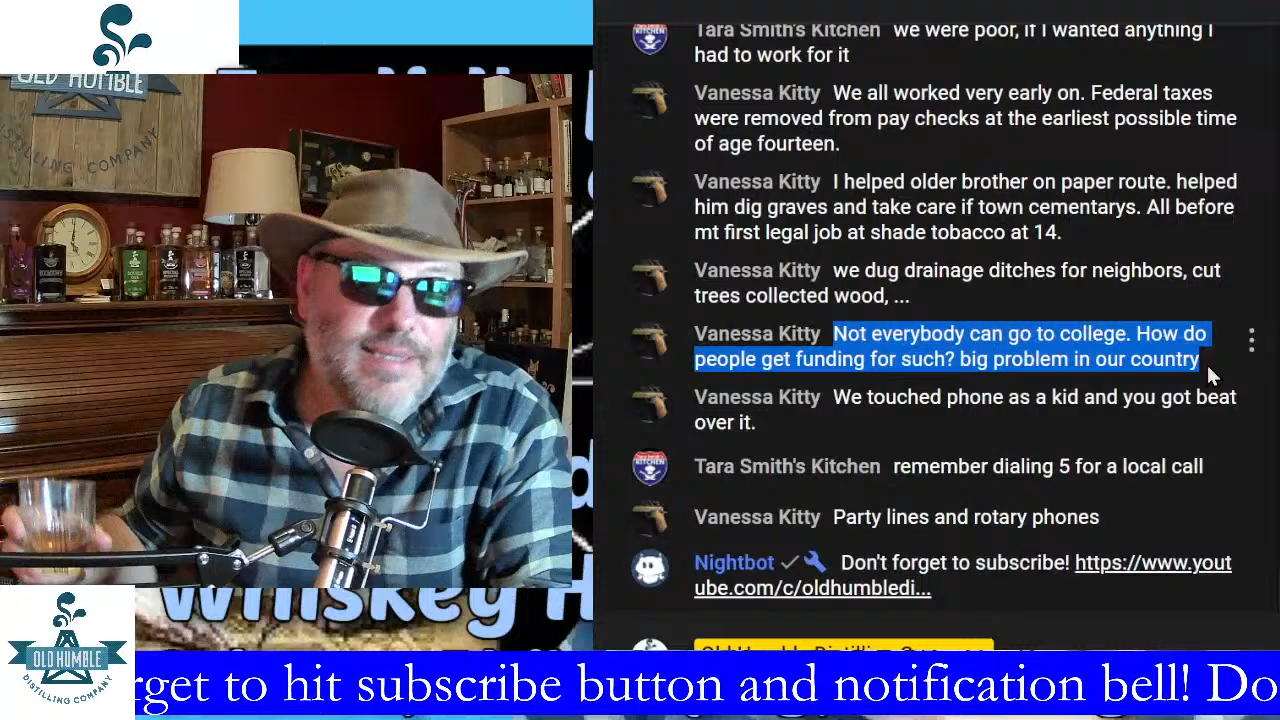 OLD HUMBLE
DISTILLING COMPANY
Tara Smith's Kitchen we were poor, if I wanted anything I
had to work for it
Vanessa Kitty We all worked very early on. Federal taxes
were removed from pay checks at the earliest possible time
of age fourteen.
Vanessa Kitty I helped older brother on paper route. helped
him dig graves and take care if town cementarys. All before
mt first legal job at shade tobacco at 14.
Vanessa Kitty we dug drainage ditches for neighbors, cut
trees collected wood, ...
Vanessa Kitty Not everybody can go to college. How do
people get funding for such? big problem in our country
Vanessa Kitty We touched phone as a kid and you got beat
over it.
Tara Smith's Kitchen remember dialing 5 for a local call
Vanessa Kitty Party lines and rotary phones
Nightbot Don't forget to subscribe! https://www.yout
ube.com/c/oldhumbledi...
Whiskey H
OLD HUMBLE
DISTILLING COMPANY
rget to hit subscribe button and notification bell! Do